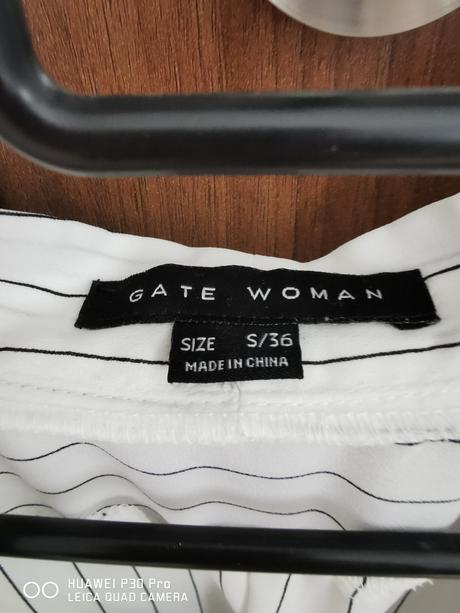 GATE WOMAN
SIZE S/36
MADE IN CHINA
HUAWEI P30 Pro
LEICA QUAD CAMERA